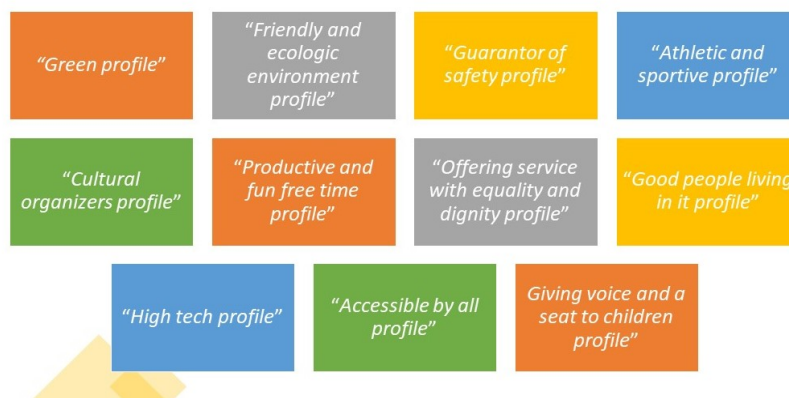 “Green profile”
“Friendly and
ecologic
environment
profile”
“Guarantor of
safety profile”
“Athletic and
sportive profile”
“Cultural
organizers profile”
“Productive and
fun free time
profile”
“Offering service
with equality and
dignity profile”
“Good people living
in it profile”
“High tech profile”
“Accessible by all
profile”
Giving voice and a
seat to children
profile”